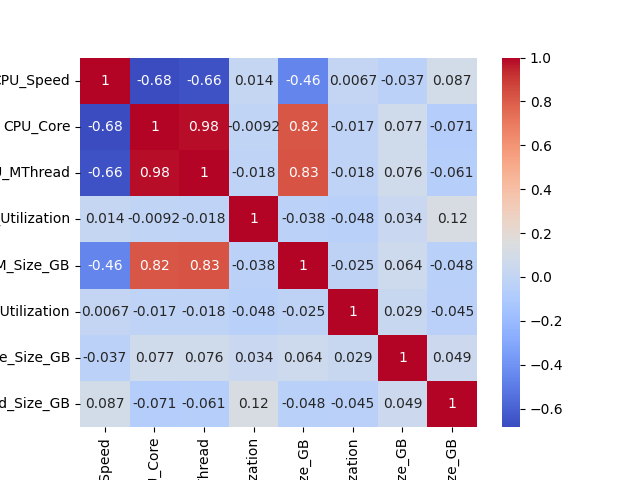 CPU_Speed 1 -0.68 -0.66 0.014 -0.46 0.0067 -0.037 0.087
CPU_Core -0.68 1 0.98 -0.0092 0.82 -0.017 0.077 -0.071
U_MThread -0.66 0.98 1 -0.018 0.83 -0.018 0.076 -0.061
_Utilization 0.014 -0.0092 -0.018 1 -0.038 -0.048 0.034 0.12
M_Size_GB -0.46 0.82 0.83 -0.038 1 -0.025 0.064 -0.048
Utilization 0.0067 -0.017 -0.018 -0.048 -0.025 1 0.029 -0.045
e_Size_GB -0.037 0.077 0.076 0.034 0.064 0.029 1 0.049
d_Size_GB 0.087 -0.071 -0.061 0.12 -0.048 -0.045 0.049 1
Speed
U_Core
Thread
zation
ize_GB
zation
ze_GB
ze_GB
1.0
0.8
0.6
0.4
0.2
0.0
−0.2
−0.4
−0.6